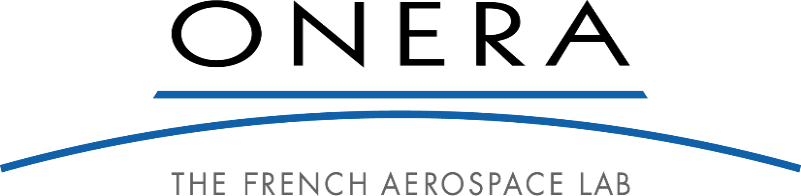 ONERA
THE FRENCH AEROSPACE LAB